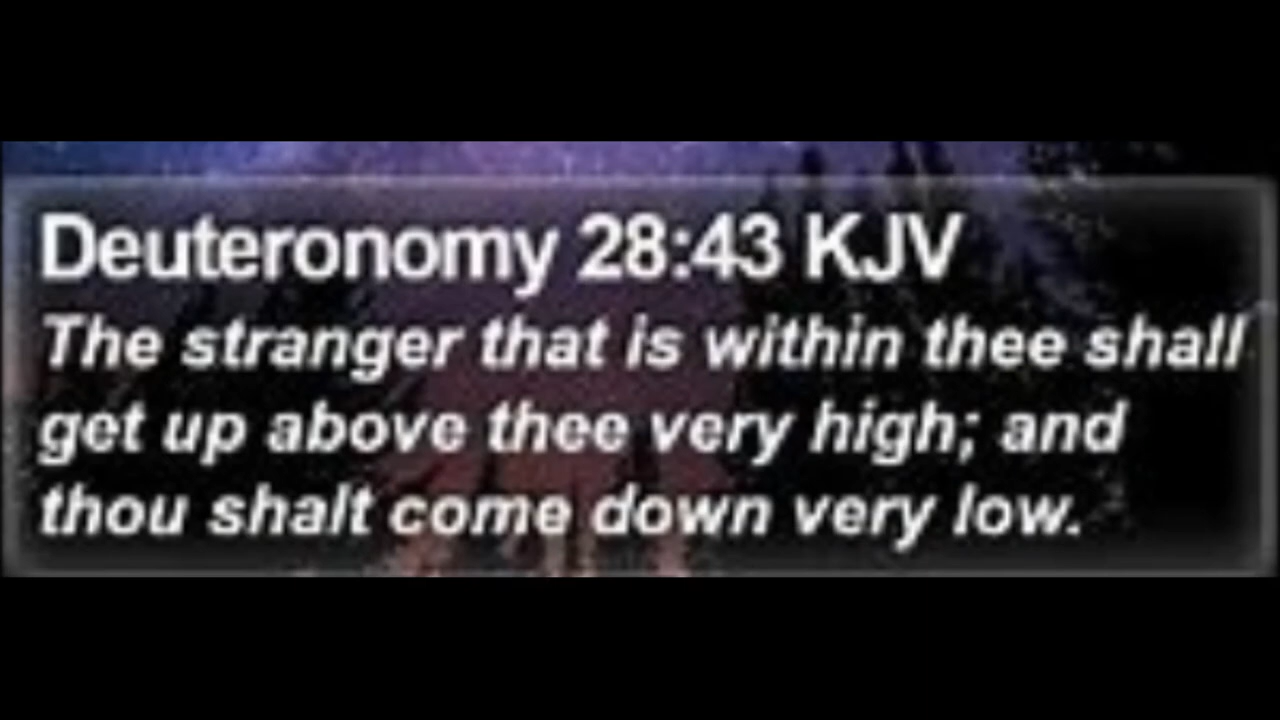 Deuteronomy 28:43 KJV
The stranger that is within thee shall
get up above thee very high; and
thou shalt come down very low.